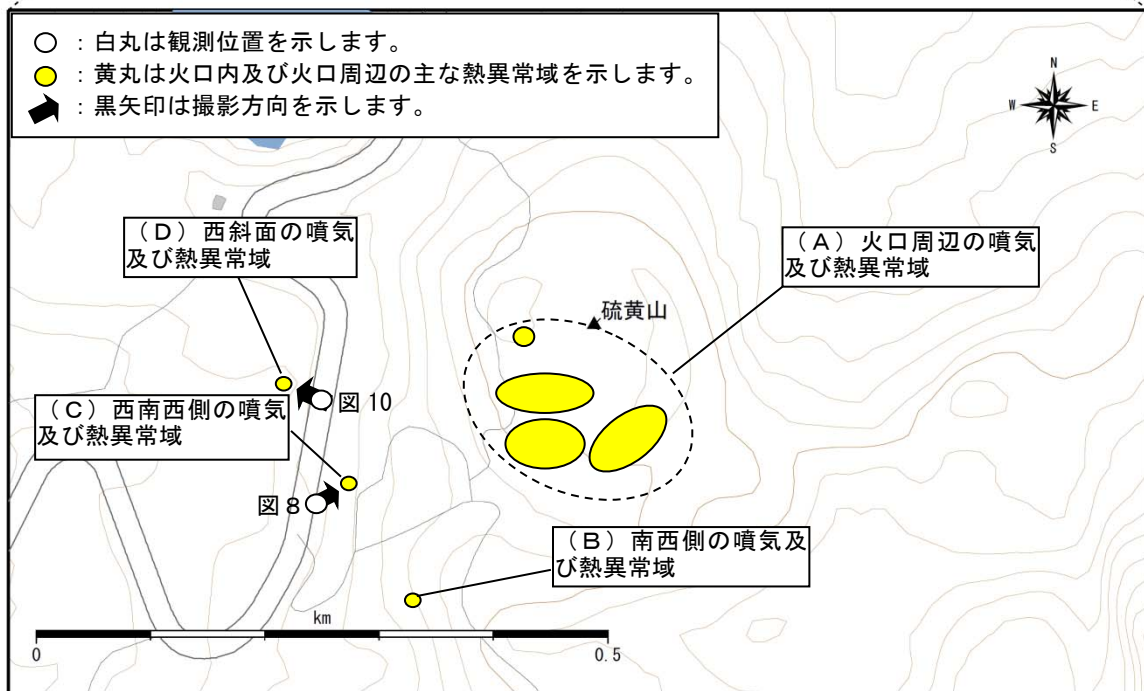 ：白丸は観測位置を示します。
：黄丸は火口内及び火口周辺の主な熱異常域を示します。
：黒矢印は撮影方向を示します。
N
W
E
S
（D）西斜面の噴気
及び熱異常域
（A）火口周辺の噴気
及び熱異常域
硫黄山
図 10
（C）西南西側の噴気
及び熱異常域
図 8
（B）南西側の噴気及
び熱異常域
km
0
0.5